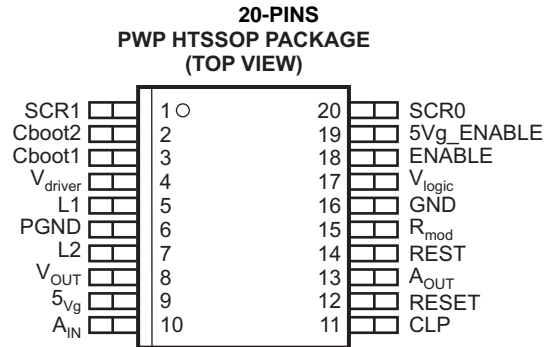 20-PINS
PWP HTSSOP PACKAGE
(TOP VIEW)
SCR1 1 20 SCR0
Cboot2 2 19 5Vg_ENABLE
Cboot1 3 18 ENABLE
Vdriver 4 17 Vlogic
L1 5 16 GND
PGND 6 15 Rmod
L2 7 14 REST
VOUT 8 13 AOUT
5Vg 9 12 RESET
AIN 10 11 CLP